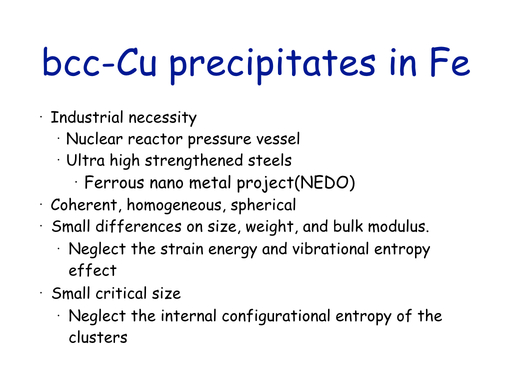 bcc-Cu precipitates in Fe
· Industrial necessity
· Nuclear reactor pressure vessel
· Ultra high strengthened steels
· Ferrous nano metal project(NEDO)
· Coherent, homogeneous, spherical
· Small differences on size, weight, and bulk modulus.
· Neglect the strain energy and vibrational entropy
effect
· Small critical size
· Neglect the internal configurational entropy of the
clusters